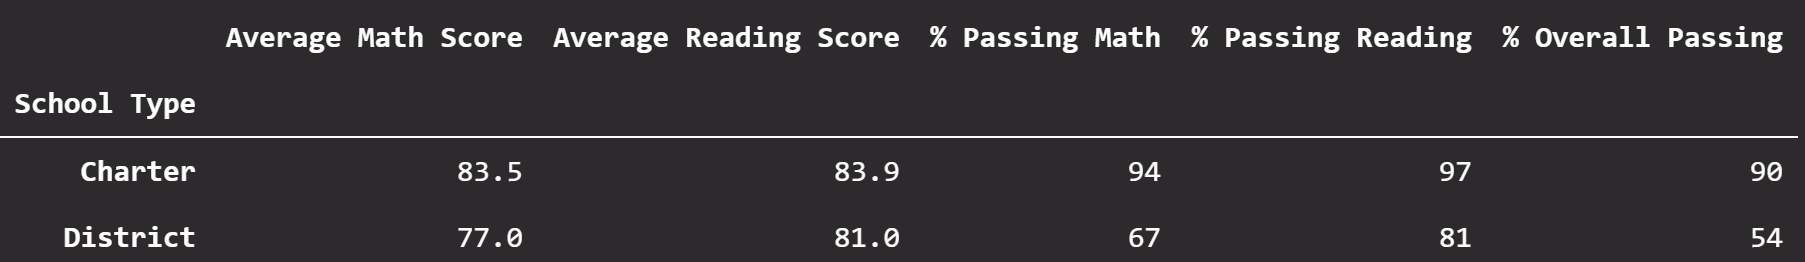 Average Math Score Average Reading Score % Passing Math % Passing Reading % Overall Passing
School Type
Charter 83.5 83.9 94 97 90
District 77.0 81.0 67 81 54